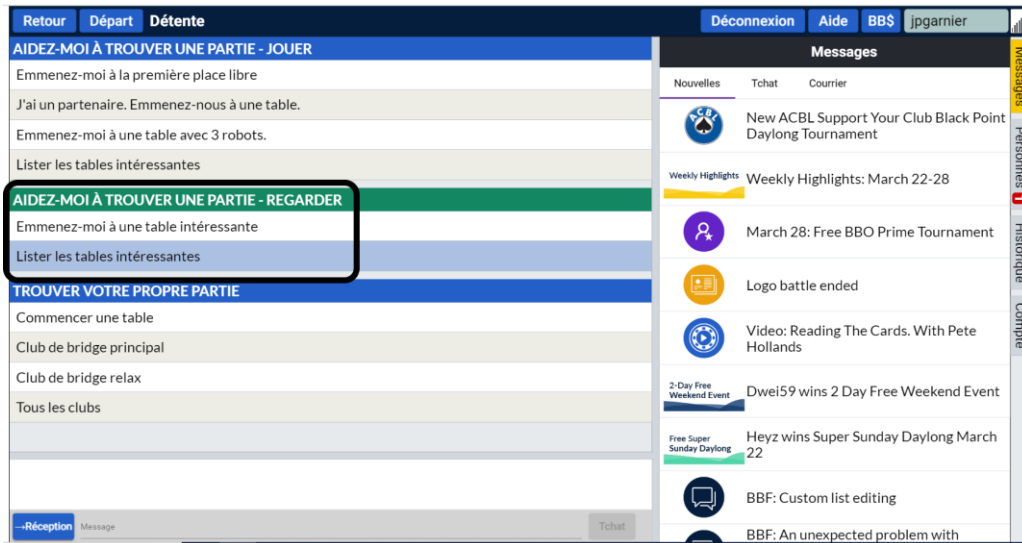 Retour Départ Détente Déconnexion Aide BB$ jpgarnier
AIDEZ-MOI À TROUVER UNE PARTIE - JOUER
Emmenez-moi à la première place libre
J'ai un partenaire. Emmenez-nous à une table.
Emmenez-moi à une table avec 3 robots.
Lister les tables intéressantes
AIDEZ-MOI À TROUVER UNE PARTIE - REGARDER
Emmenez-moi à une table intéressante
Lister les tables intéressantes
TROUVER VOTRE PROPRE PARTIE
Commencer une table
Club de bridge principal
Club de bridge relax
Tous les clubs
→Réception Message Tchat
Messages
Nouvelles Tchat Courrier
ACBL
New ACBL Support Your Club Black Point
Daylong Tournament
Weekly Highlights
Weekly Highlights: March 22-28
March 28: Free BBO Prime Tournament
Logo battle ended
Video: Reading The Cards. With Pete
Hollands
2-Day Free
Weekend Event
Dwei59 wins 2 Day Free Weekend Event
Free Super
Sunday Daylong
Heyz wins Super Sunday Daylong March
22
BBF: Custom list editing
BBF: An unexpected problem with
Messages
Personnes
Historique
Compte